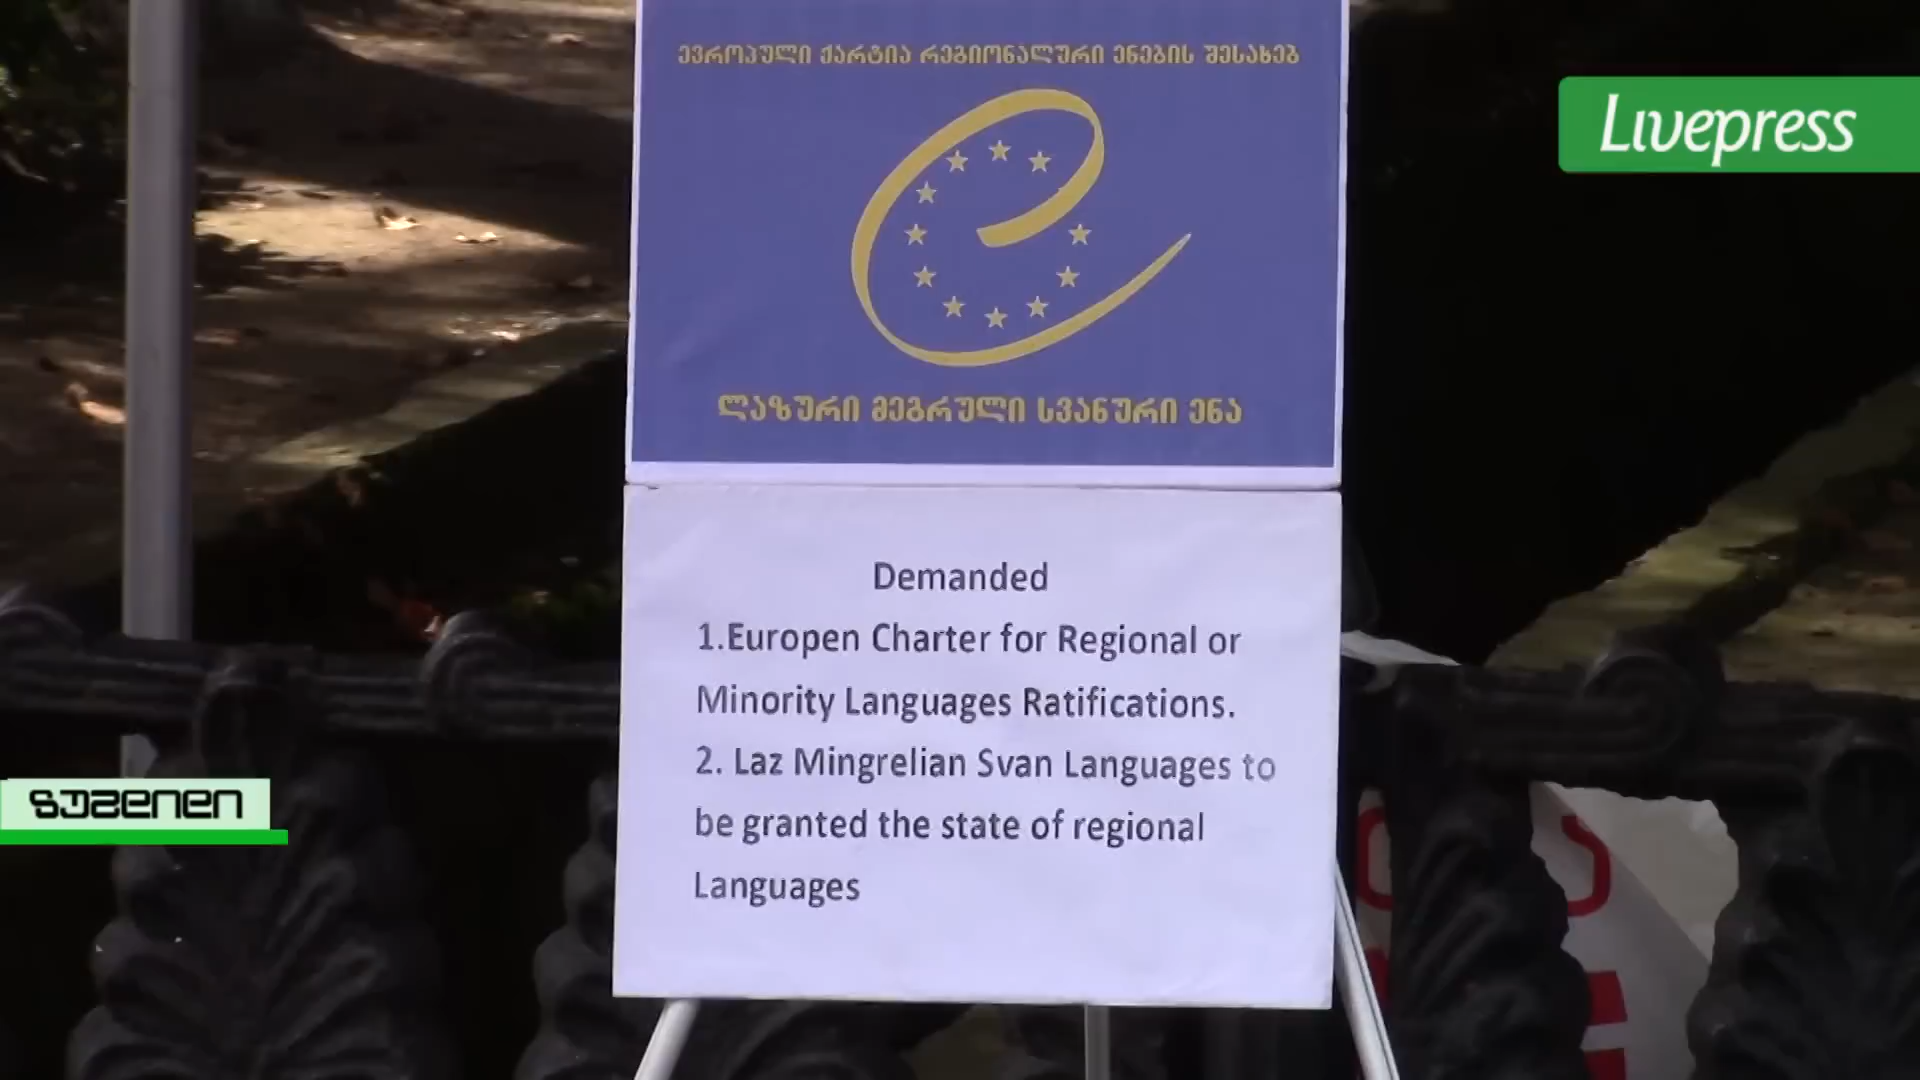 ევროპული ქარტია რეგიონალური ენების შესახებ
Livepress
ლაზური მეგრული სვანური ენა
Demanded
1.Europen Charter for Regional or
Minority Languages Ratifications.
2. Laz Mingrelian Svan Languages to
be granted the state of regional
Languages